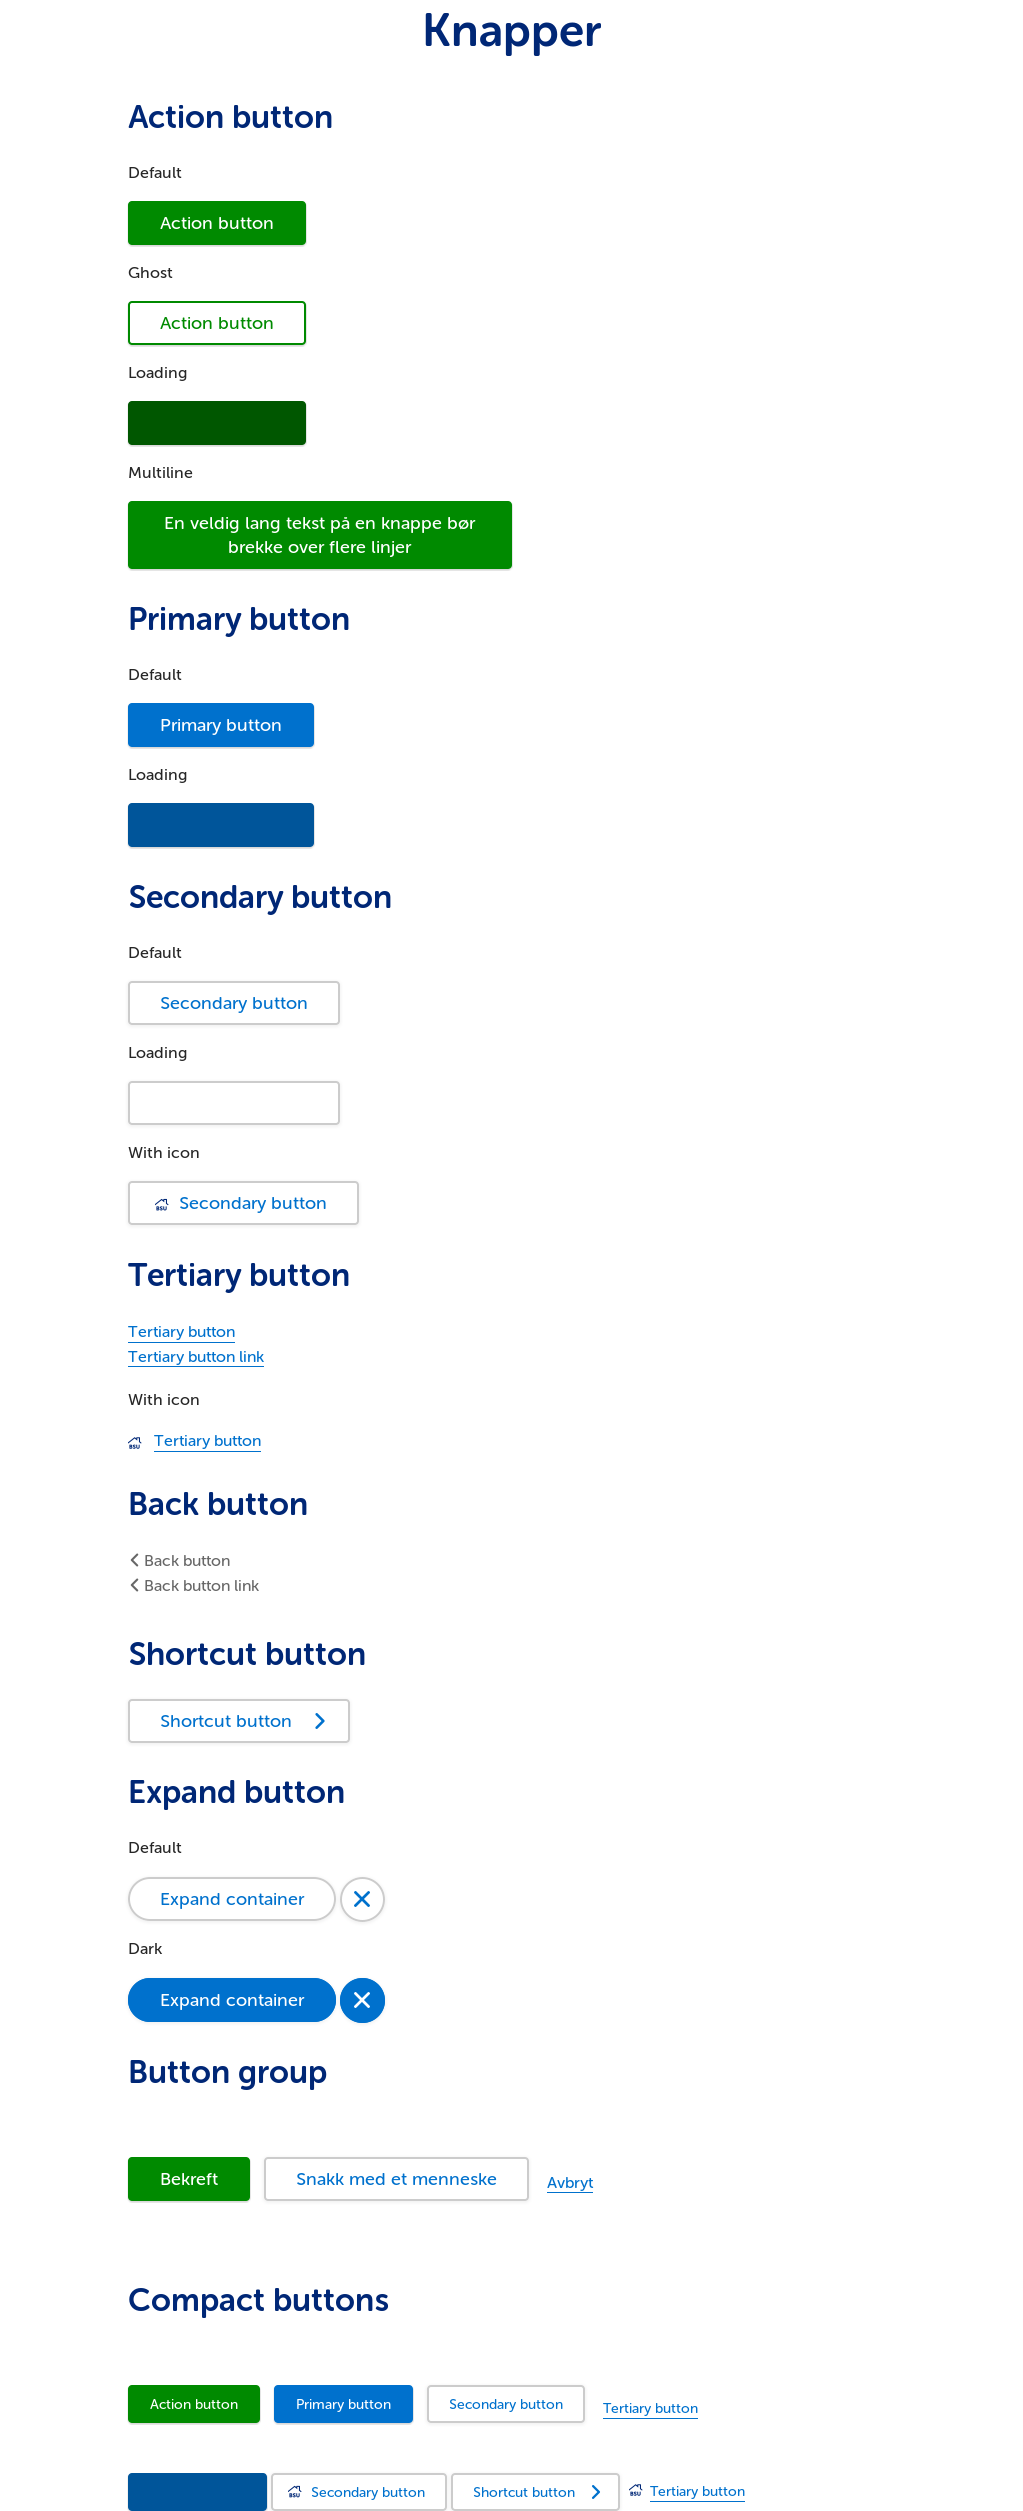 Knapper
Action button
Default
Action button
Ghost
Action button
Loading
Multiline
En veldig lang tekst på en knappe bør
brekke over flere linjer
Primary button
Default
Primary button
Loading
Secondary button
Default
Secondary button
Loading
With icon
BSU Secondary button
Tertiary button
Tertiary button
Tertiary button link
With icon
BSU Tertiary button
Back button
Back button
Back button link
Shortcut button
Shortcut button
Expand button
Default
Expand container
Dark
Expand container
Button group
Bekreft Snakk med et menneske Avbryt
Compact buttons
Action button Primary button Secondary button Tertiary button
BSU Secondary button Shortcut button BSU Tertiary button